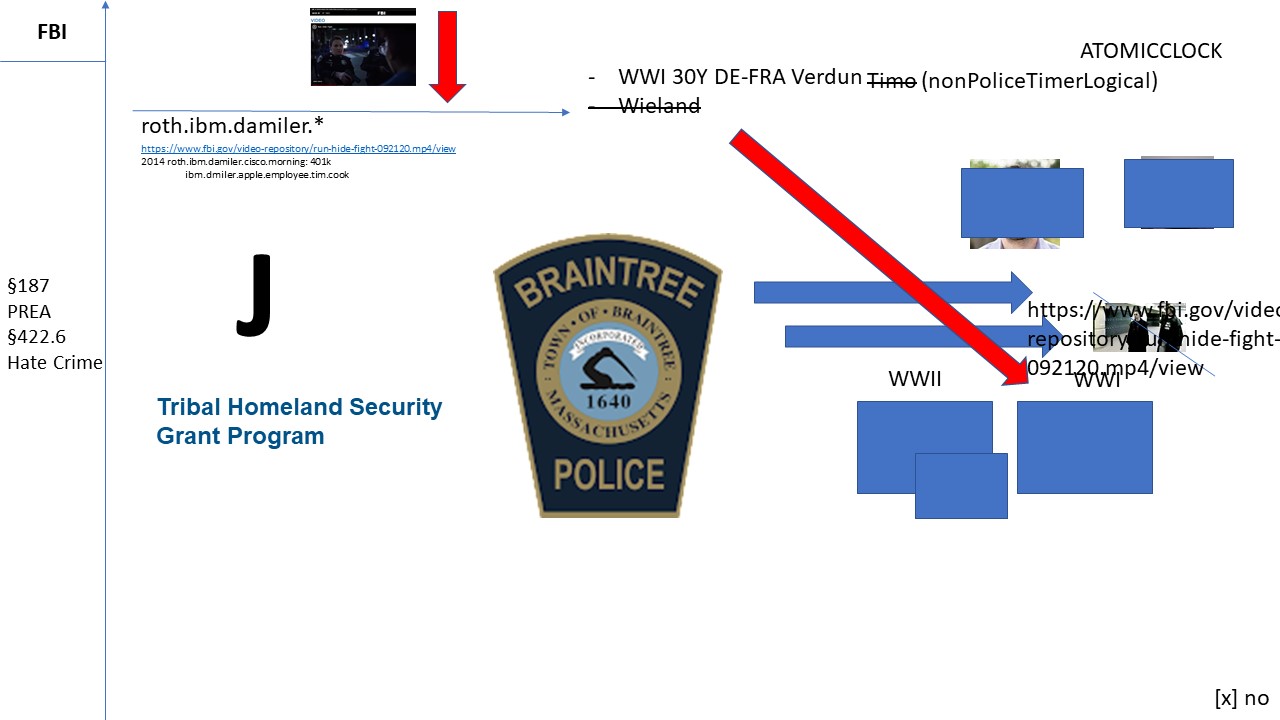 FBI
FBI
VIDEO
ATOMICCLOCK
- WWI 30Y DE-FRA Verdun Timo (nonPoliceTimerLogical)
- Wieland
roth.ibm.damiler.*
https://www.fbi.gov/video-repository/run-hide-fight-092120.mp4/view
2014 roth.ibm.damiler.cisco.morning: 401k
ibm.dmiler.apple.employee.tim.cook
§187
PREA
§422.6
Hate Crime
J
Tribal Homeland Security
Grant Program
BRAINTREE
TOWN · OF · BRAINTREE
INCORPORATED
1640
MASSACHUSETTS
POLICE
https://www.fbi.gov/video
repository/run-hide-fight-
092120.mp4/view
WWII
WWI
[x] no